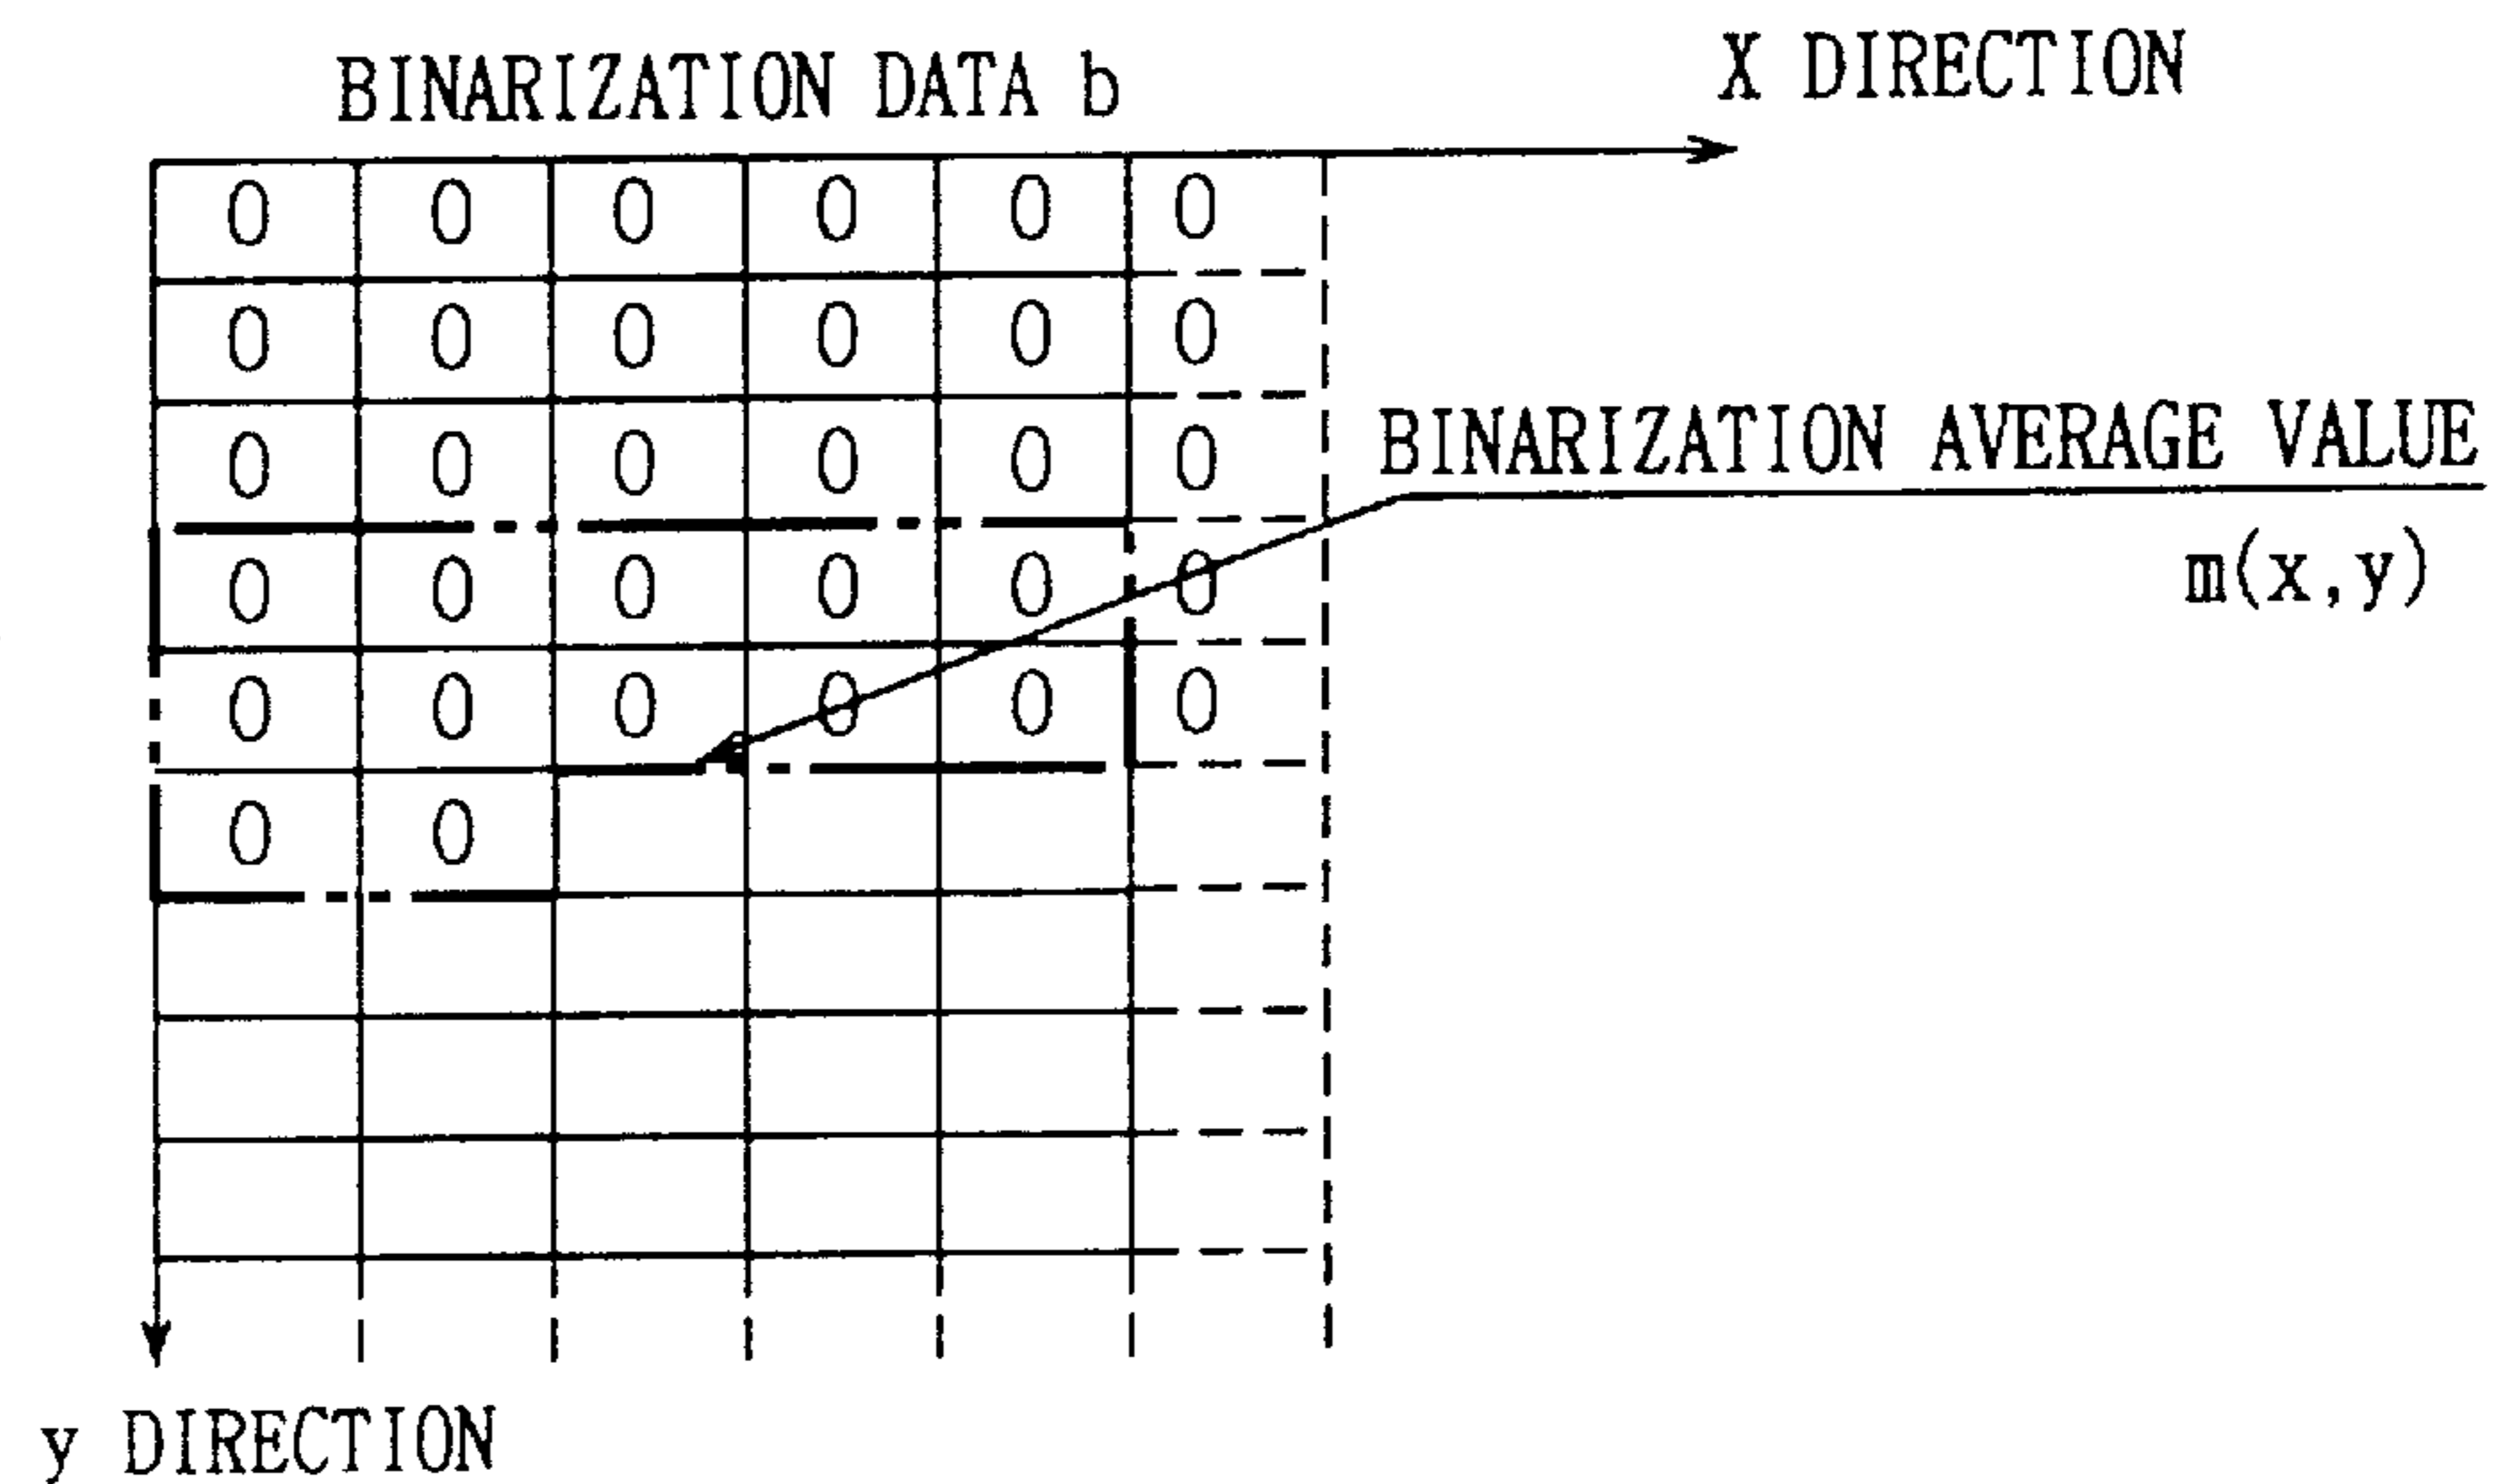 BINARIZATION DATA b
X DIRECTION
0 0 0 0 0 0
0 0 0 0 0 0
0 0 0 0 0 0
BINARIZATION AVERAGE VALUE
m(x,y)
0 0 0 0 0 0
0 0 0 0 0 0
0 0
y DIRECTION